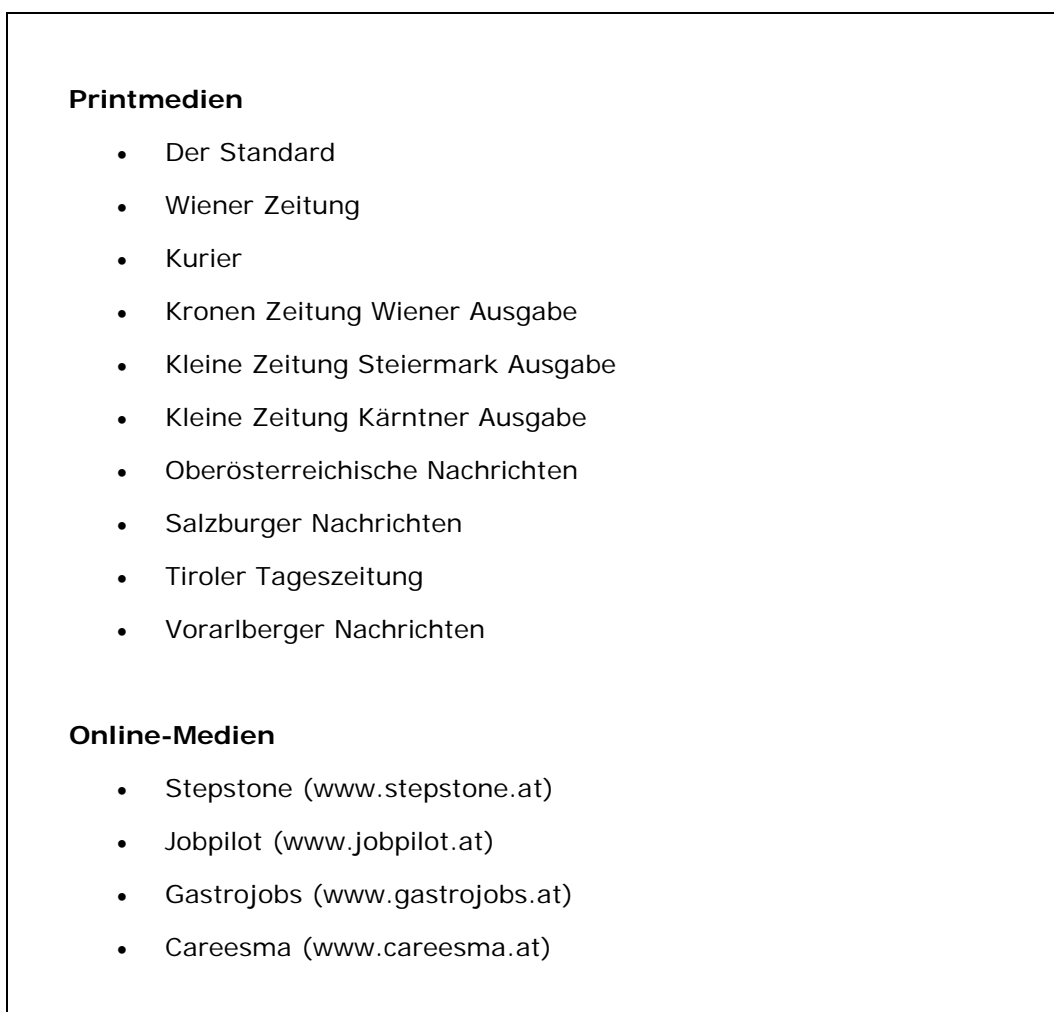 Printmedien
• Der Standard
• Wiener Zeitung
• Kurier
• Kronen Zeitung Wiener Ausgabe
• Kleine Zeitung Steiermark Ausgabe
• Kleine Zeitung Kärntner Ausgabe
• Oberösterreichische Nachrichten
• Salzburger Nachrichten
• Tiroler Tageszeitung
• Vorarlberger Nachrichten
Online-Medien
• Stepstone (www.stepstone.at)
• Jobpilot (www.jobpilot.at)
• Gastrojobs (www.gastrojobs.at)
• Careesma (www.careesma.at)